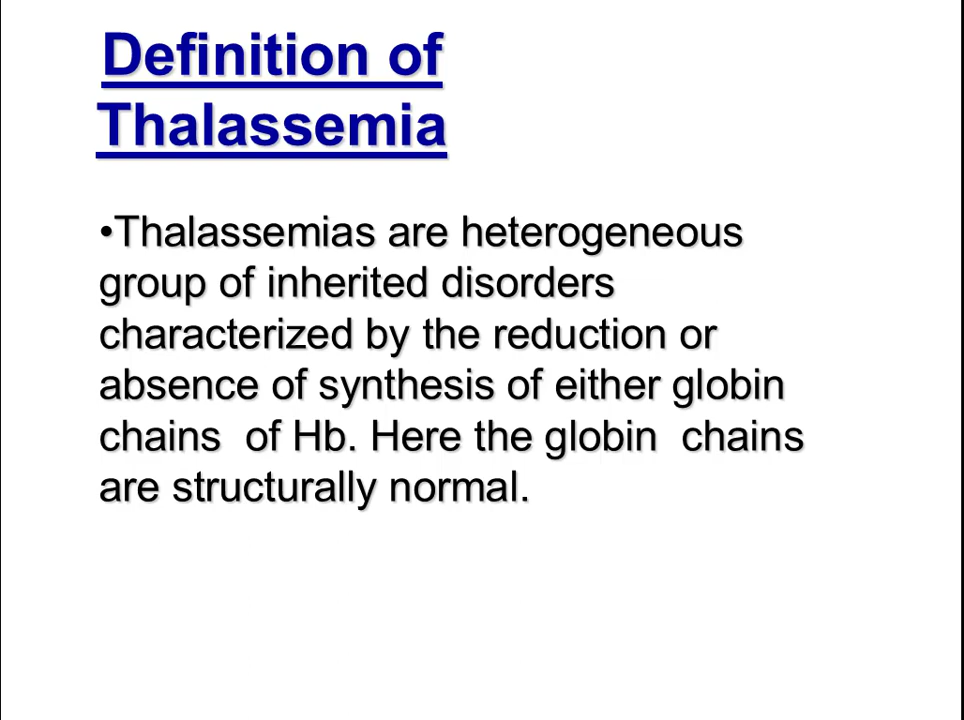 Definition of
Thalassemia
•Thalassemias are heterogeneous
group of inherited disorders
characterized by the reduction or
absence of synthesis of either globin
chains  of Hb. Here the globin  chains
are structurally normal.